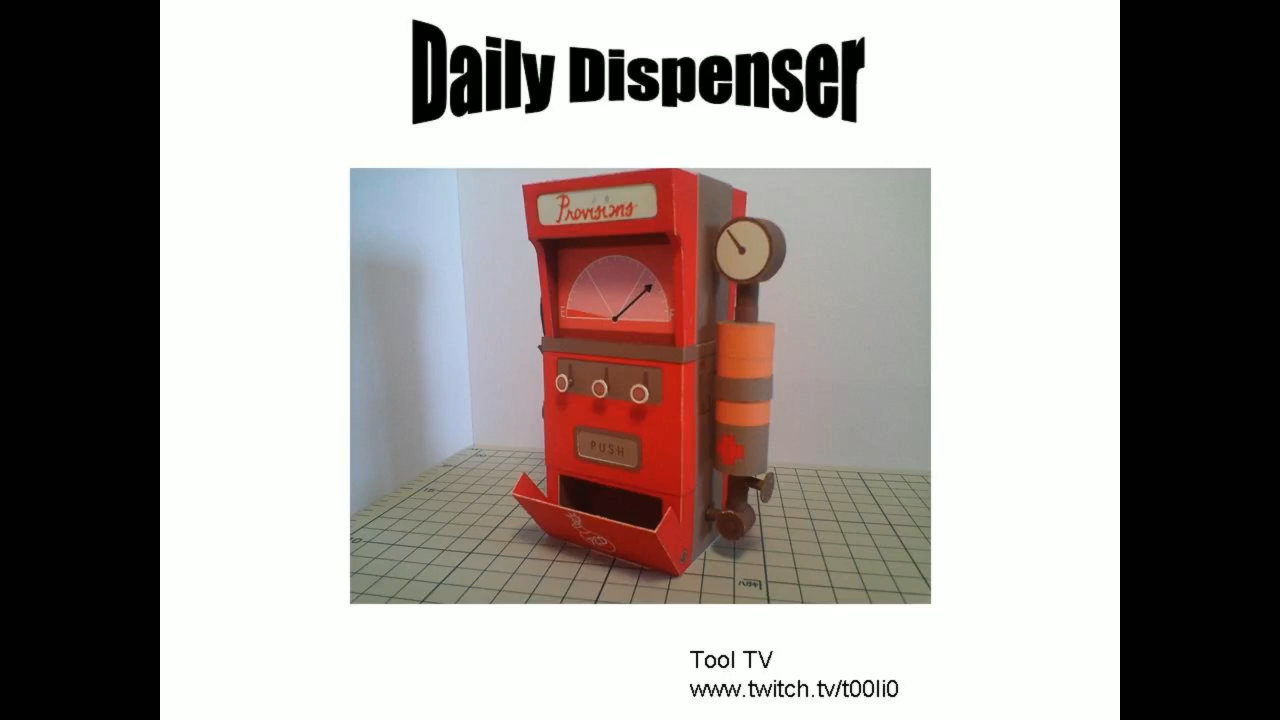 Daily Dispenser
Provisions
E F
PUSH
Tool TV
www.twitch.tv/t00li0